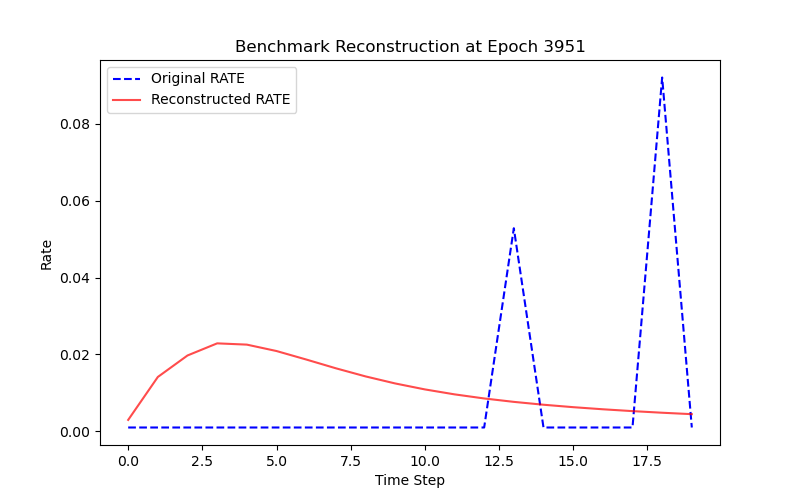 Benchmark Reconstruction at Epoch 3951
Original RATE
Reconstructed RATE
0.08
0.06
0.04
0.02
0.00
Rate
0.0 2.5 5.0 7.5 10.0 12.5 15.0 17.5
Time Step